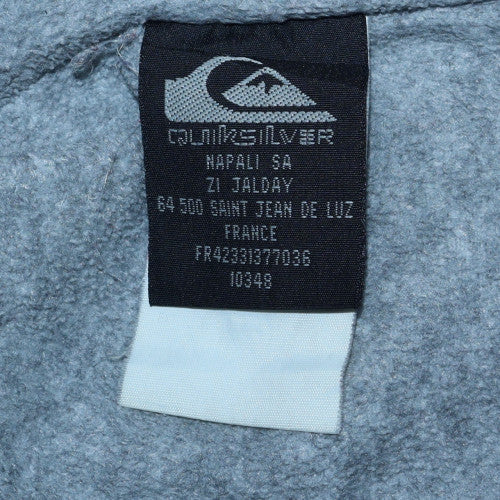 QUIKSILVER
NAPALI SA
ZI JALDAY
64 500 SAINT JEAN DE LUZ
FRANCE
FR42331377036
10348